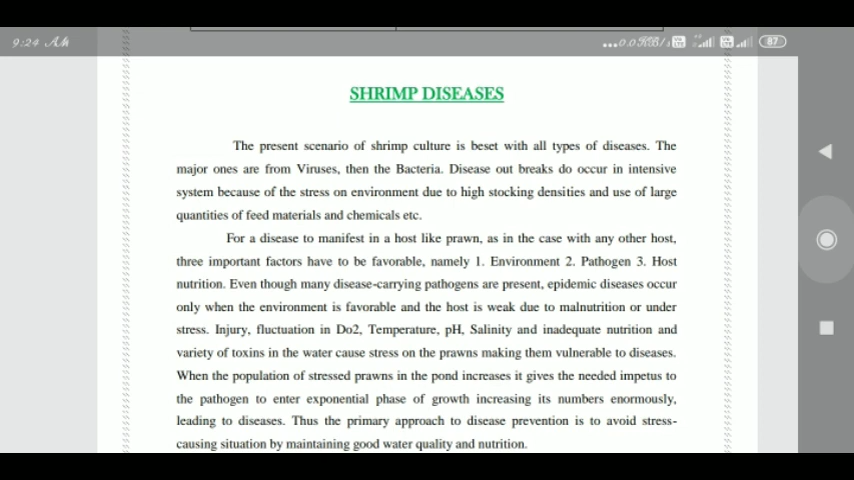 9:24 AM
...0.0 KB/s
87
SHRIMP DISEASES
The present scenario of shrimp culture is beset with all types of diseases. The
major ones are from Viruses, then the Bacteria. Disease out breaks do occur in intensive
system because of the stress on environment due to high stocking densities and use of large
quantities of feed materials and chemicals etc.
For a disease to manifest in a host like prawn, as in the case with any other host,
three important factors have to be favorable, namely 1. Environment 2. Pathogen 3. Host
nutrition. Even though many disease-carrying pathogens are present, epidemic diseases occur
only when the environment is favorable and the host is weak due to malnutrition or under
stress. Injury, fluctuation in Do2, Temperature, pH, Salinity and inadequate nutrition and
variety of toxins in the water cause stress on the prawns making them vulnerable to diseases.
When the population of stressed prawns in the pond increases it gives the needed impetus to
the pathogen to enter exponential phase of growth increasing its numbers enormously,
leading to diseases. Thus the primary approach to disease prevention is to avoid stress-
causing situation by maintaining good water quality and nutrition.